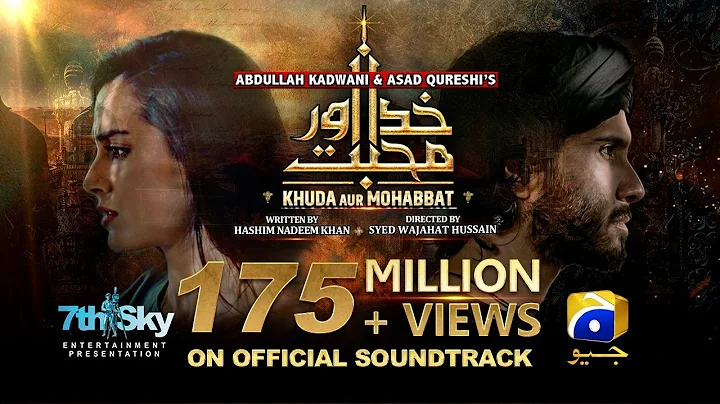 ABDULLAH KADWANI & ASAD QURESHI'S
خدا اور
محبت
KHUDA AUR MOHABBAT
WRITTEN BY
HASHIM NADEEM KHAN
DIRECTED BY
SYED WAJAHAT HUSSAIN
175 MILLION
+ VIEWS
ON OFFICIAL SOUNDTRACK
7th Sky
ENTERTAINMENT
PRESENTATION
جیو